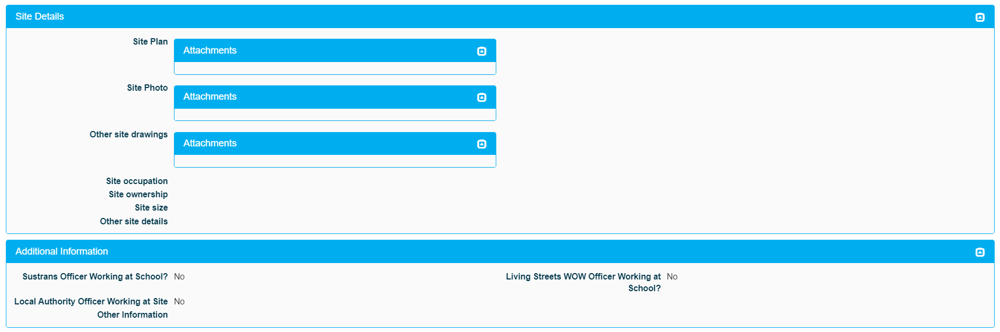 Site Details
Site Plan
Attachments
Site Photo
Attachments
Other site drawings
Attachments
Site occupation
Site ownership
Site size
Other site details
Additional Information
Sustrans Officer Working at School? No
Living Streets WOW Officer Working at No
School?
Local Authority Officer Working at Site No
Other Information